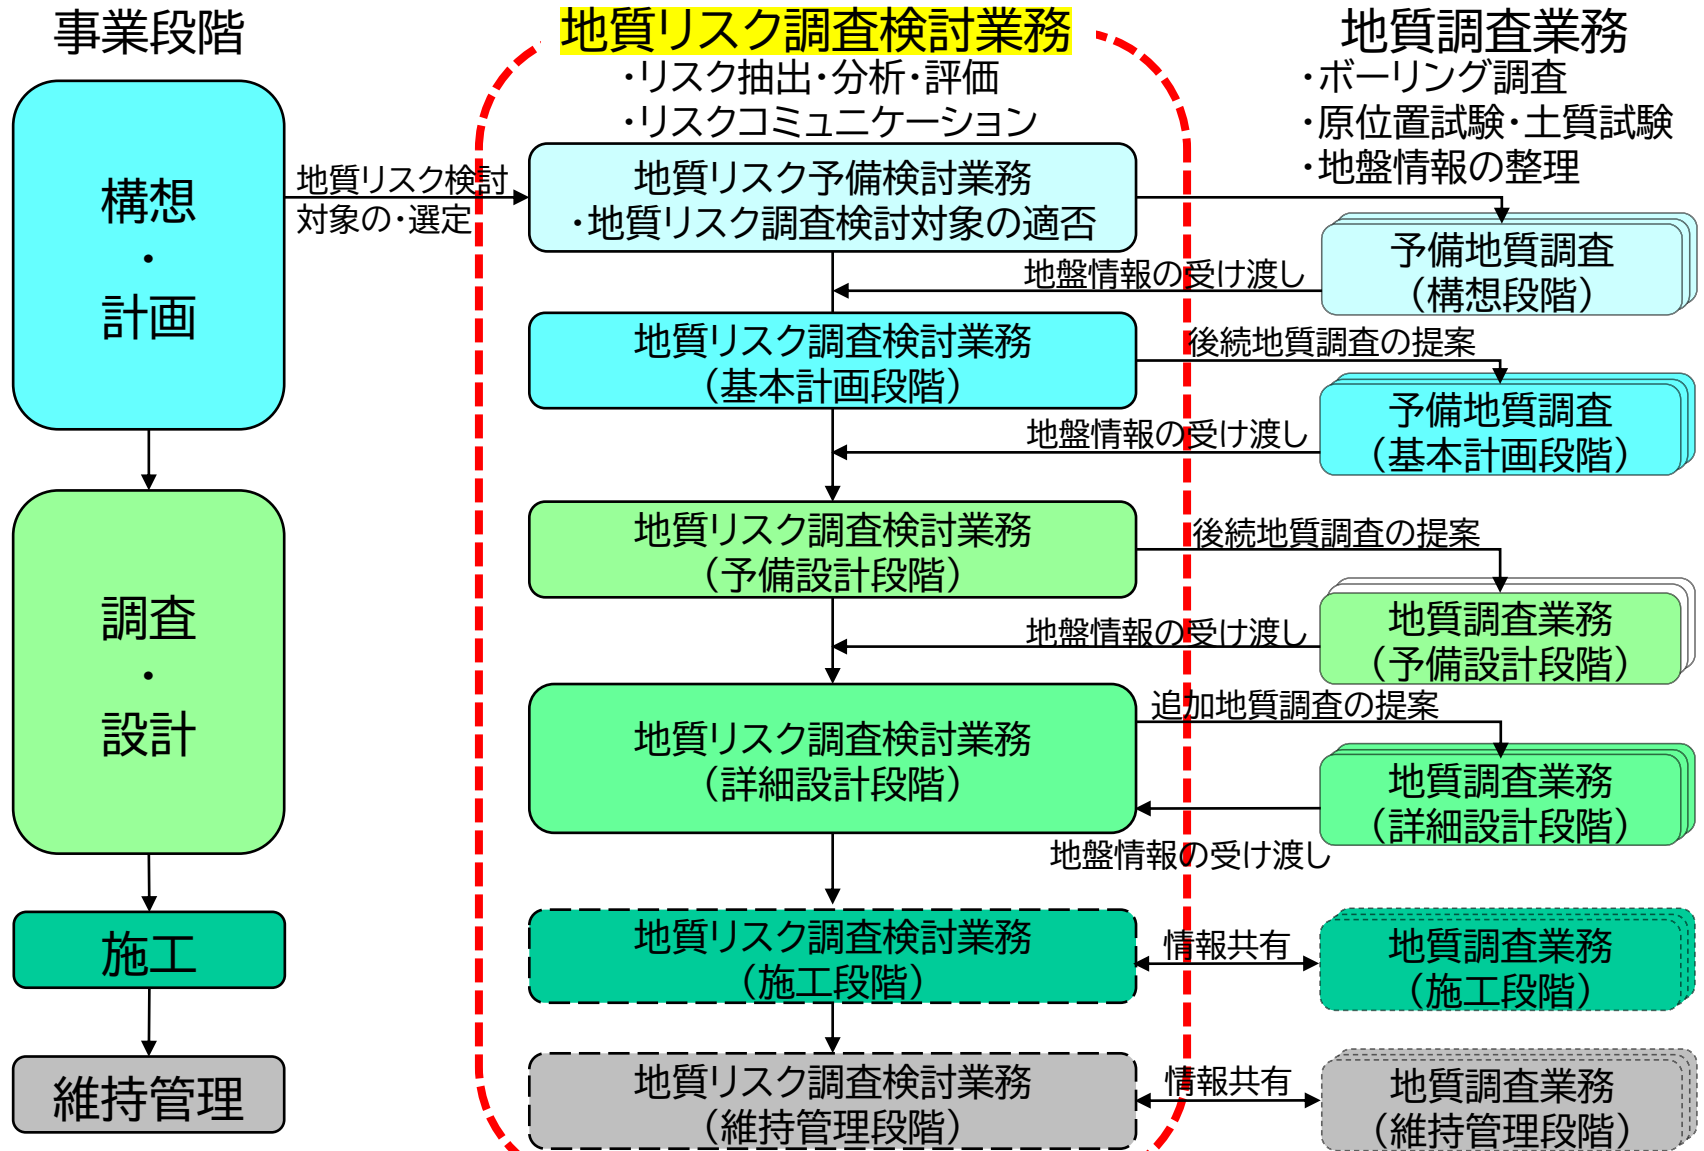 事業段階
地質リスク調査検討業務
地質調査業務
・リスク抽出・分析・評価
・リスクコミュニケーション
・ボーリング調査
・原位置試験・土質試験
・地盤情報の整理
構想
・
計画
地質リスク検討
対象の・選定
地質リスク予備検討業務
・地質リスク調査検討対象の適否
予備地質調査
（構想段階）
地盤情報の受け渡し
地質リスク調査検討業務
（基本計画段階）
後続地質調査の提案
予備地質調査
（基本計画段階）
地盤情報の受け渡し
調査
・
設計
地質リスク調査検討業務
（予備設計段階）
後続地質調査の提案
地質調査業務
（予備設計段階）
地盤情報の受け渡し
地質リスク調査検討業務
（詳細設計段階）
追加地質調査の提案
地質調査業務
（詳細設計段階）
地盤情報の受け渡し
施工
地質リスク調査検討業務
（施工段階）
情報共有
地質調査業務
（施工段階）
維持管理
地質リスク調査検討業務
（維持管理段階）
情報共有
地質調査業務
（維持管理段階）